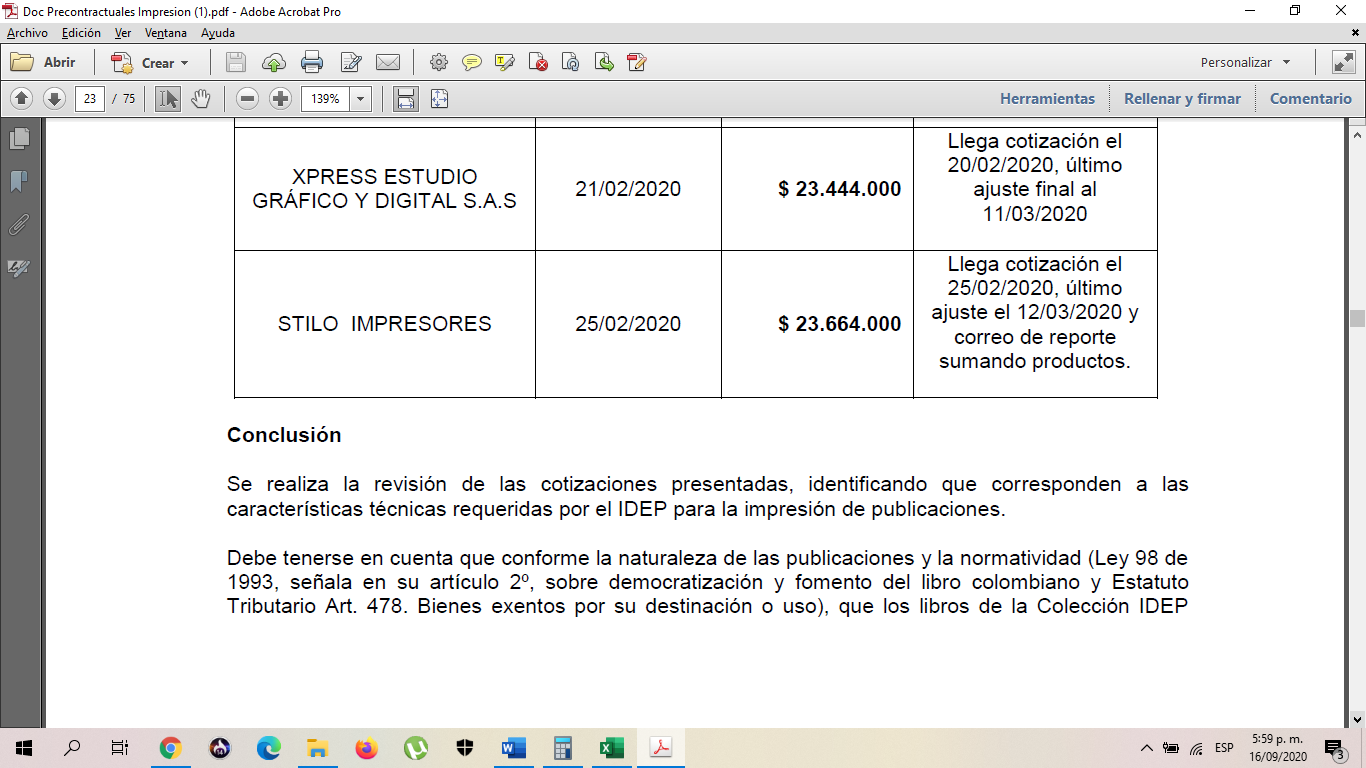 Doc Precontractuales Impresion (1).pdf - Adobe Acrobat Pro
Archivo Edición Ver Ventana Ayuda
Abrir Crear Personalizar
23 / 75 139% Herramientas Rellenar y firmar Comentario
XPRESS ESTUDIO
GRÁFICO Y DIGITAL S.A.S
21/02/2020
$ 23.444.000
Llega cotización el
20/02/2020, último
ajuste final al
11/03/2020
STILO IMPRESORES
25/02/2020
$ 23.664.000
Llega cotización el
25/02/2020, último
ajuste el 12/03/2020 y
correo de reporte
sumando productos.
Conclusión
Se realiza la revisión de las cotizaciones presentadas, identificando que corresponden a las
características técnicas requeridas por el IDEP para la impresión de publicaciones.
Debe tenerse en cuenta que conforme la naturaleza de las publicaciones y la normatividad (Ley 98 de
1993, señala en su artículo 2º, sobre democratización y fomento del libro colombiano y Estatuto
Tributario Art. 478. Bienes exentos por su destinación o uso), que los libros de la Colección IDEP
ESP
5:59 p. m.
16/09/2020
3